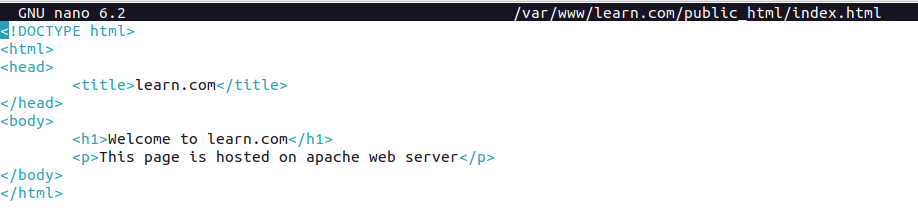 GNU nano 6.2 /var/www/learn.com/public_html/index.html
<!DOCTYPE html>
<html>
<head>
<title>learn.com</title>
</head>
<body>
<h1>Welcome to learn.com</h1>
<p>This page is hosted on apache web server</p>
</body>
</html>